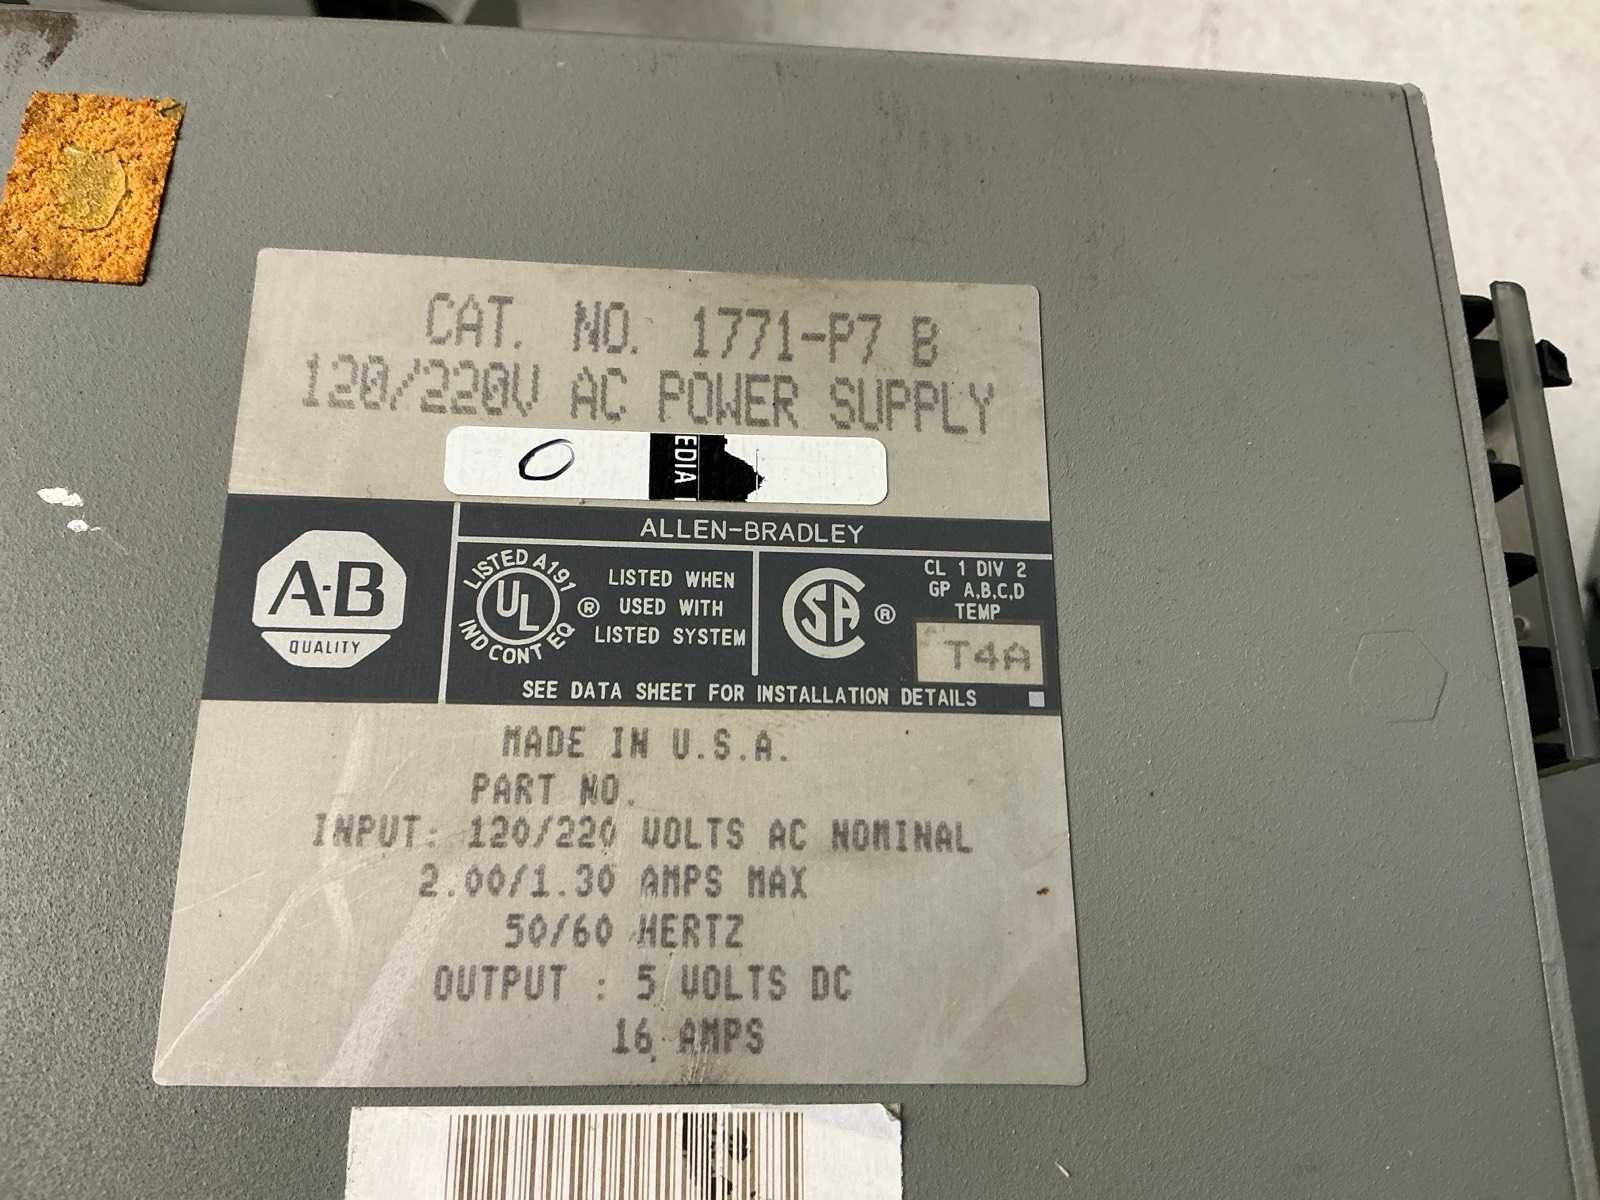 CAT. NO. 1771-P7 B
120/220V AC POWER SUPPLY
O
EDIA
ALLEN-BRADLEY
A-B
QUALITY
LISTED A191
UL
IND CONT EQ
®
LISTED WHEN
USED WITH
LISTED SYSTEM
SA
®
CL 1 DIV 2
GP A,B,C,D
TEMP
T4A
SEE DATA SHEET FOR INSTALLATION DETAILS
MADE IN U.S.A.
PART NO.
INPUT: 120/220 VOLTS AC NOMINAL
2.00/1.30 AMPS MAX
50/60 HERTZ
OUTPUT : 5 VOLTS DC
16 AMPS